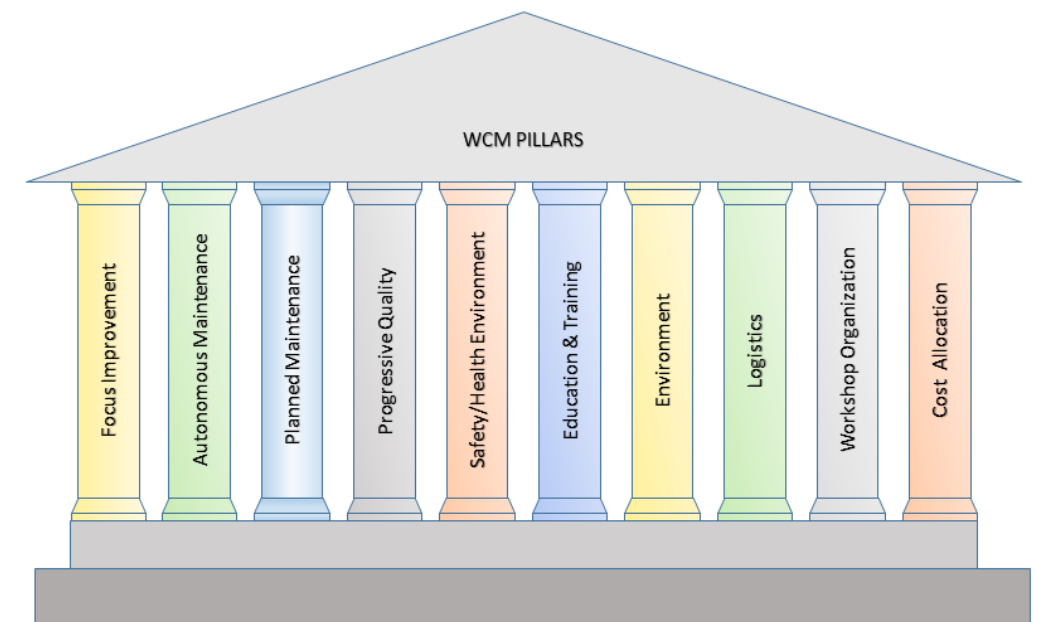 WCM PILLARS
Focus Improvement
Autonomous Maintenance
Planned Maintenance
Progressive Quality
Safety/Health Environment
Education & Training
Environment
Logistics
Workshop Organization
Cost Allocation